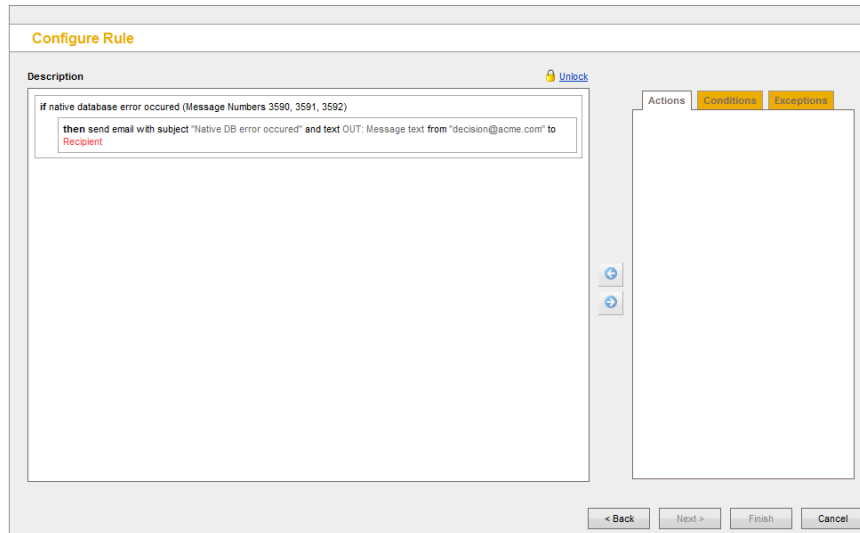 Configure Rule
Description
Unlock
if native database error occured (Message Numbers 3590, 3591, 3592)
then send email with subject "Native DB error occured" and text OUT: Message text from "decision@acme.com" to
Recipient
Actions
Conditions
Exceptions
< Back
Next >
Finish
Cancel